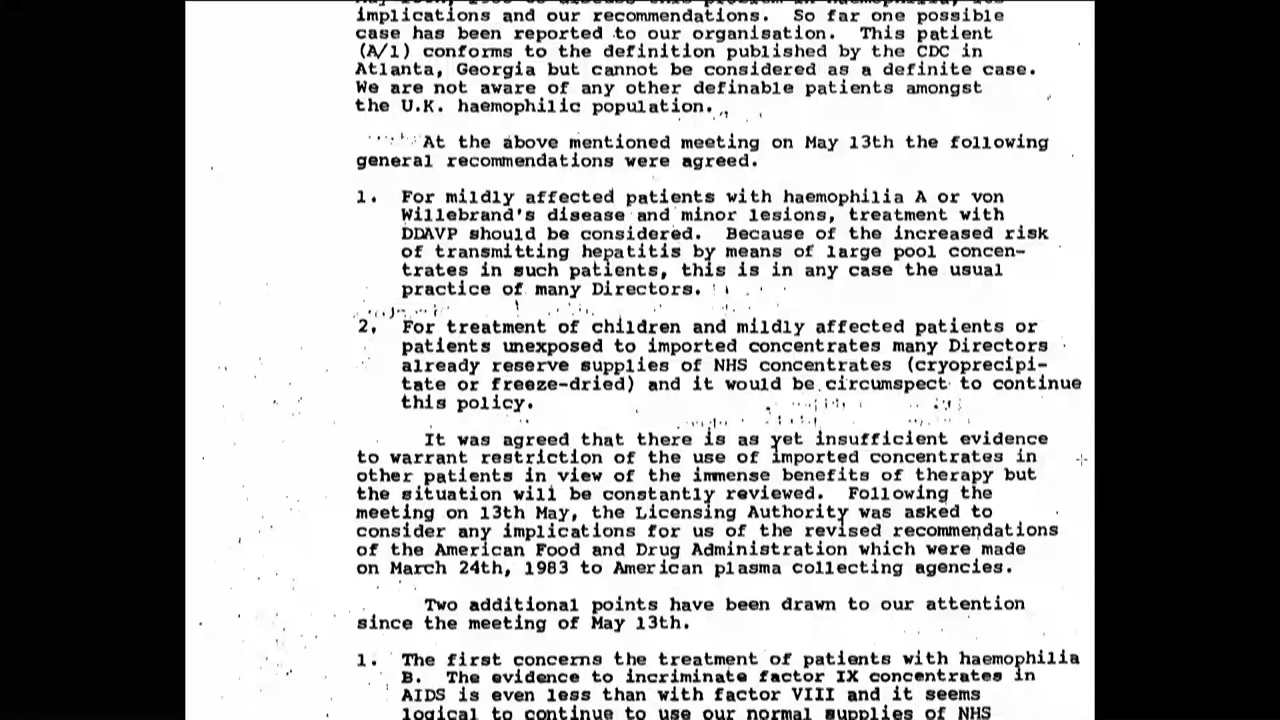 implications and our recommendations. So far one possible
case has been reported to our organisation. This patient
(A/1) conforms to the definition published by the CDC in
Atlanta, Georgia but cannot be considered as a definite case.
We are not aware of any other definable patients amongst
the U.K. haemophilic population.
At the above mentioned meeting on May 13th the following
general recommendations were agreed.
1. For mildly affected patients with haemophilia A or von
Willebrand's disease and minor lesions, treatment with
DDAVP should be considered. Because of the increased risk
of transmitting hepatitis by means of large pool concen-
trates in such patients, this is in any case the usual
practice of many Directors.
2. For treatment of children and mildly affected patients or
patients unexposed to imported concentrates many Directors
already reserve supplies of NHS concentrates (cryoprecipi-
tate or freeze-dried) and it would be circumspect to continue
this policy.
It was agreed that there is as yet insufficient evidence
to warrant restriction of the use of imported concentrates in
other patients in view of the immense benefits of therapy but
the situation will be constantly reviewed. Following the
meeting on 13th May, the Licensing Authority was asked to
consider any implications for us of the revised recommendations
of the American Food and Drug Administration which were made
on March 24th, 1983 to American plasma collecting agencies.
Two additional points have been drawn to our attention
since the meeting of May 13th.
1. The first concerns the treatment of patients with haemophilia
B. The evidence to incriminate factor IX concentrates in
AIDS is even less than with factor VIII and it seems
logical to continue to use our normal supplies of NHS